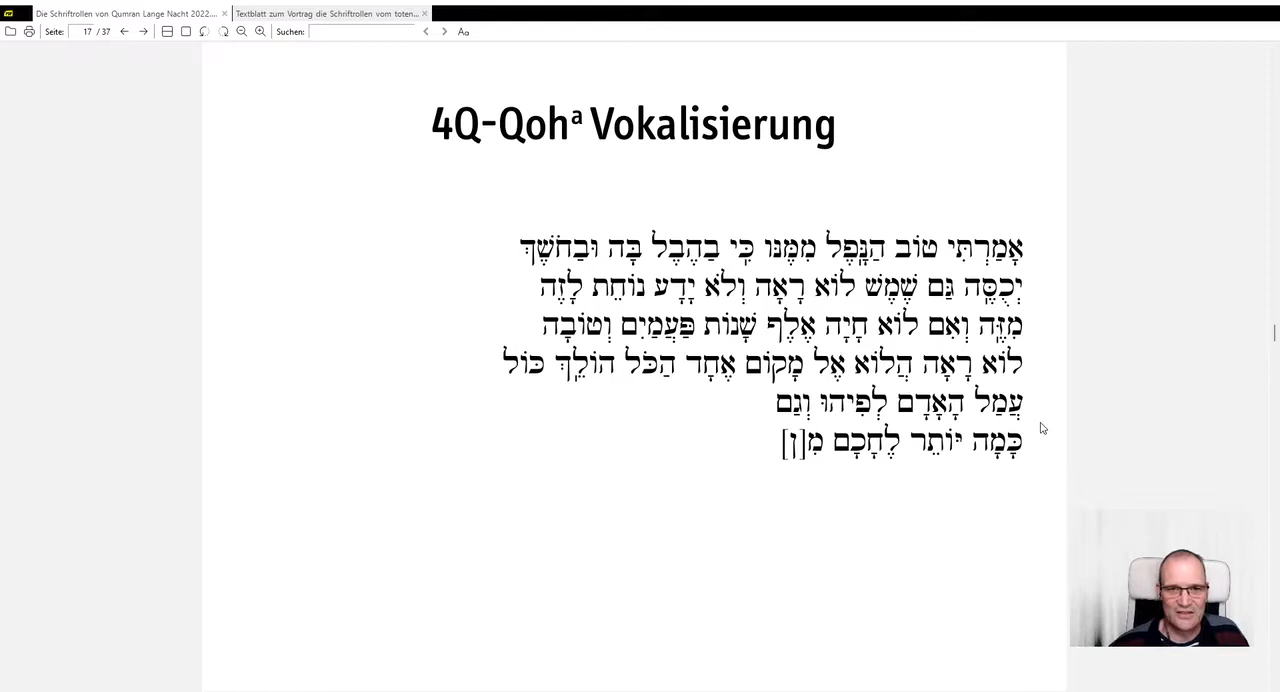 Die Schriftrollen von Qumran Lange Nacht 2022....
Textblatt zum Vortrag die Schriftrollen vom toten...
Seite: 17 / 37 Suchen: Aa
4Q-Qohᵃ Vokalisierung
אָמַרְתִּי טוֹב הַנָּפֶל מִמֶּנּוּ כִּי בַהֶבֶל בָּה וּבַחֹשֶׁךְ
יְכֻסֶּה גַּם שֶׁמֶשׁ לוֹא רָאָה וְלֹא יָדָע נוֹחֵת לָזֶה
מִזֶּה וְאִם לוֹא חָיָה אֶלֶף שָׁנוֹת פַּעֲמַיִם וְטוֹבָה
לוֹא רָאָה הֲלוֹא אֶל מָקוֹם אֶחָד הַכֹּל הוֹלֵךְ כּוֹל
עֲמַל הָאָדָם לְפִיהוּ וְגַם
כָּמָה יּוֹתֵר לֶחָכָם מִ[ן]